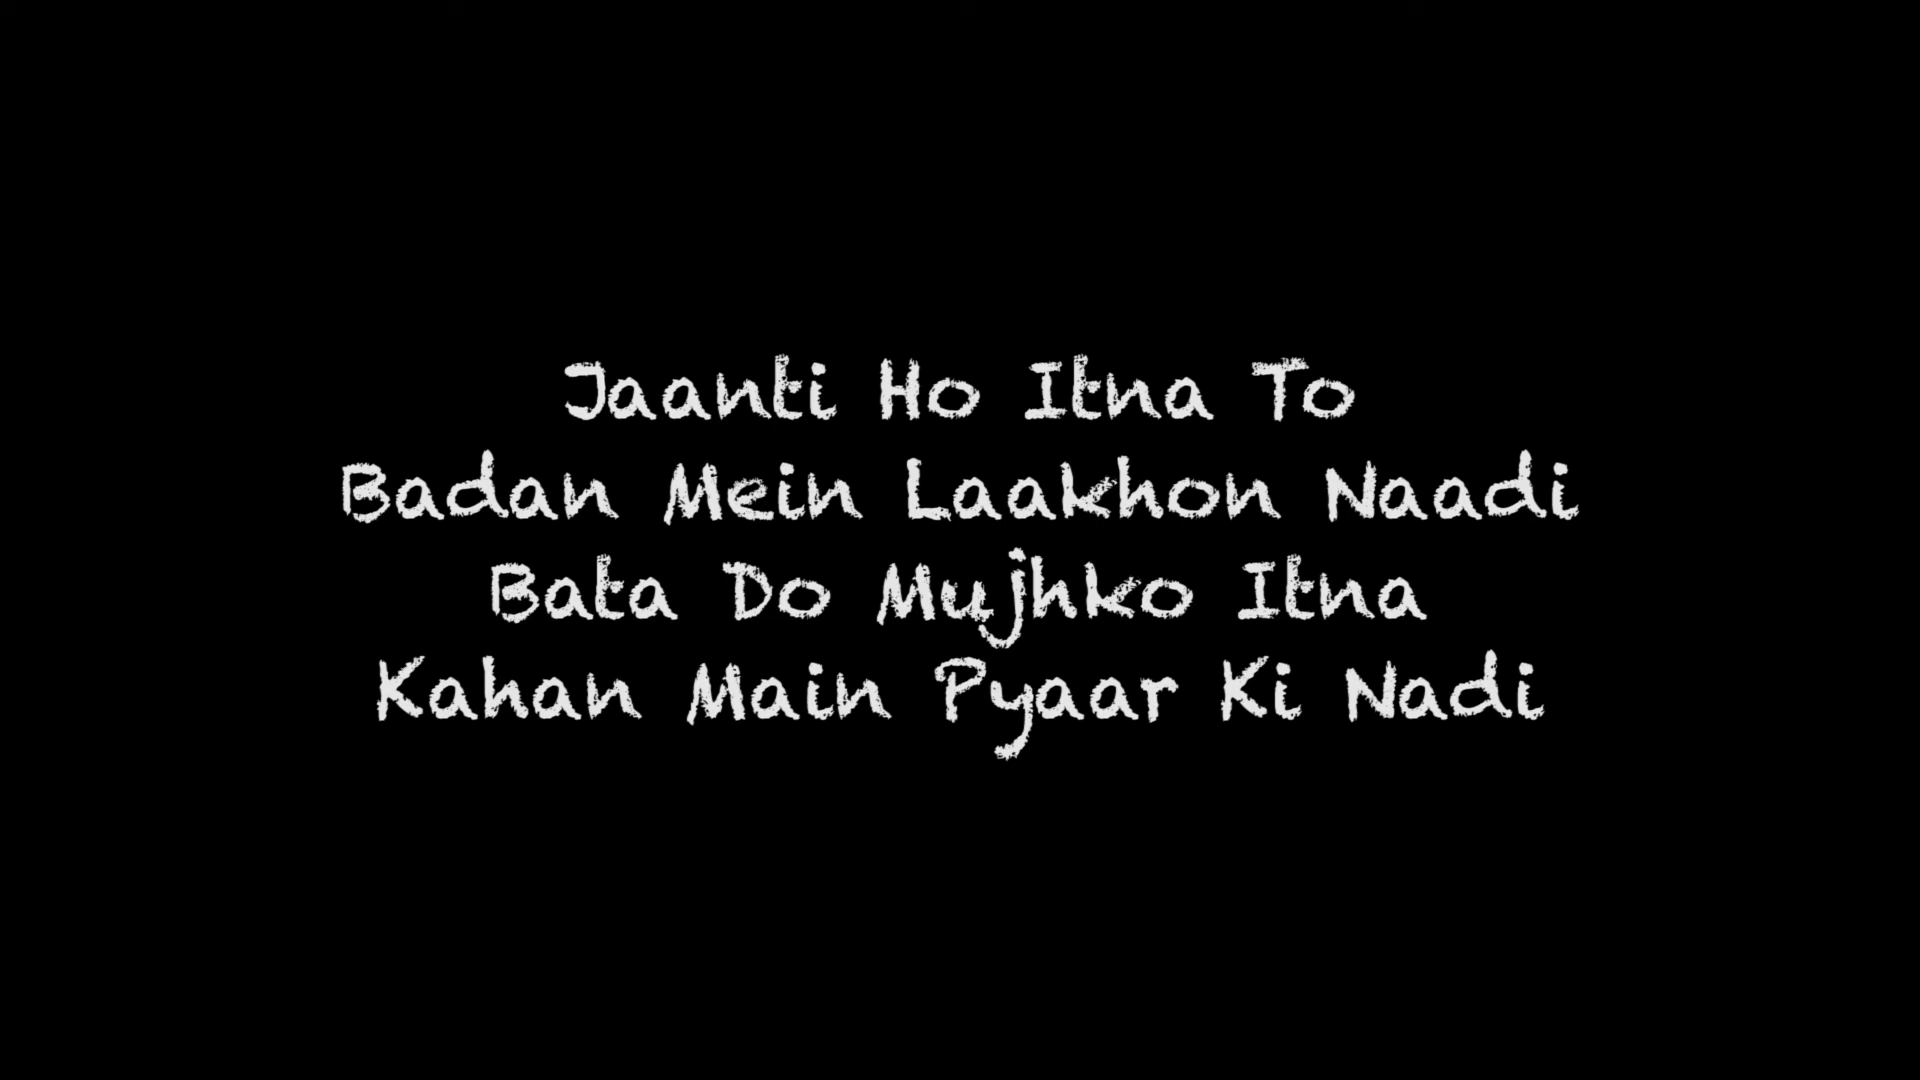 Jaanti Ho Itna To
Badan Mein Laakhon Naadi
Bata Do Mujhko Itna
Kahan Main Pyaar Ki Nadi